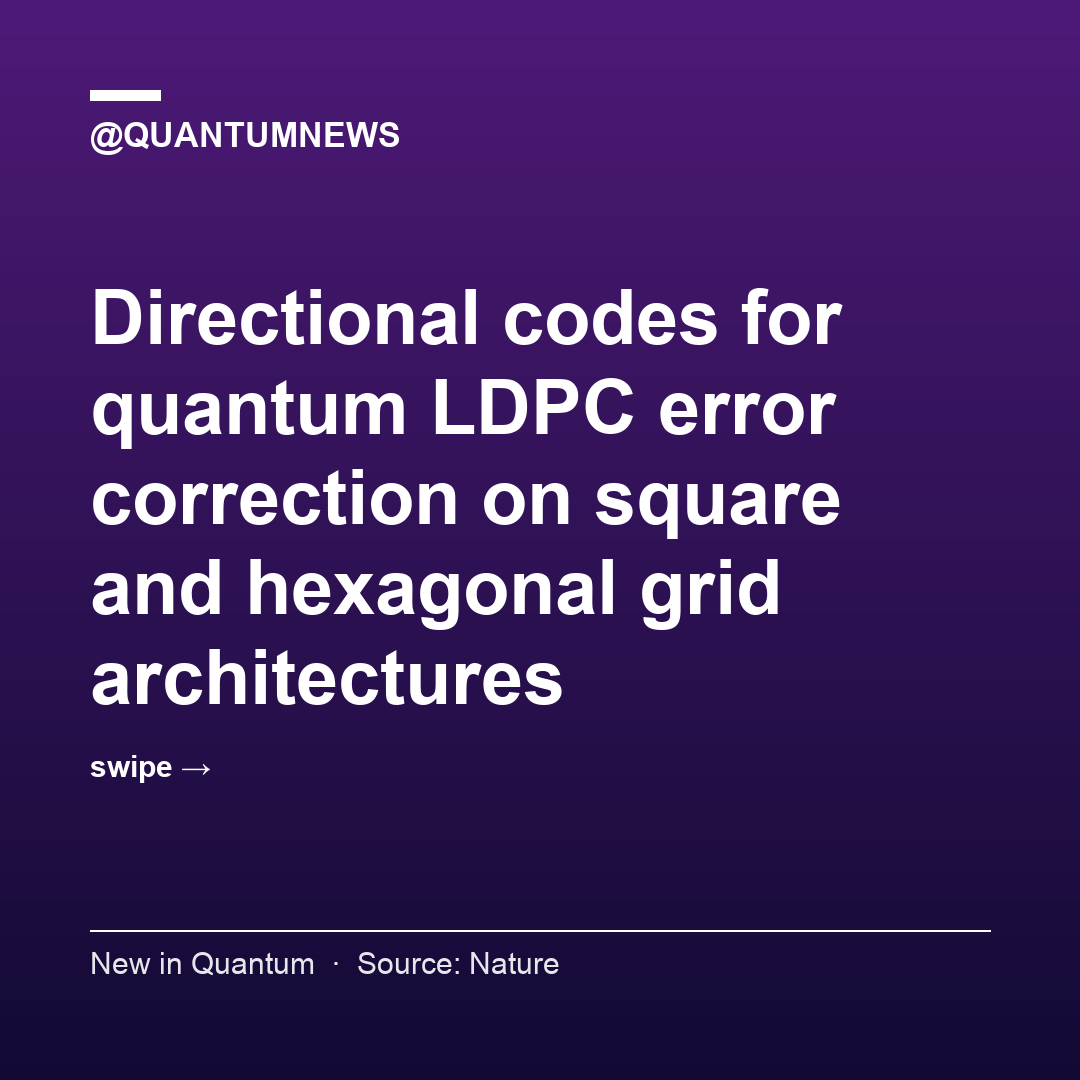 @QUANTUMNEWS
Directional codes for
quantum LDPC error
correction on square
and hexagonal grid
architectures
swipe →
New in Quantum · Source: Nature